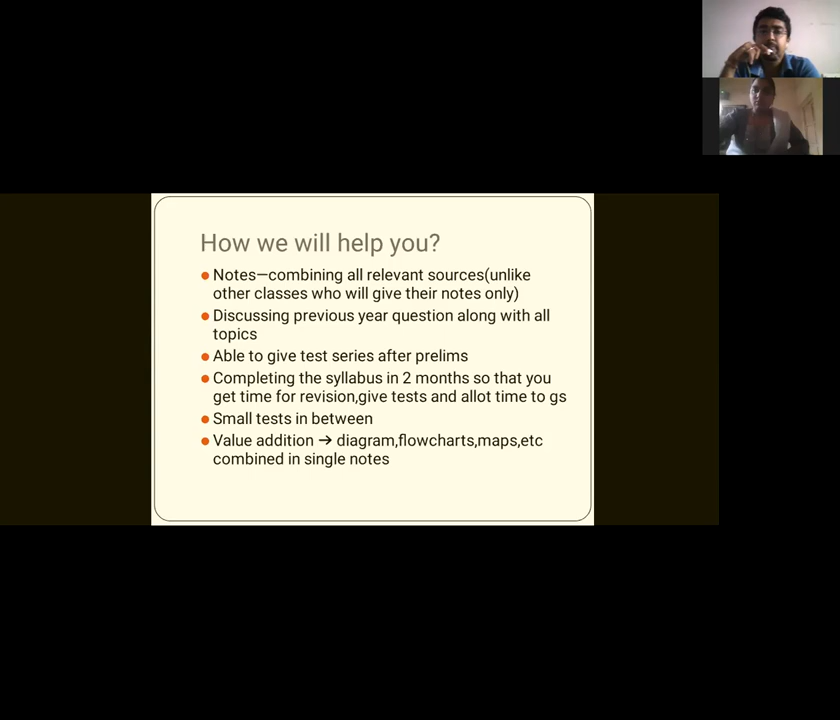 How we will help you?
●Notes—combining all relevant sources(unlike
other classes who will give their notes only)
●Discussing previous year question along with all
topics
●Able to give test series after prelims
●Completing the syllabus in 2 months so that you
get time for revision,give tests and allot time to gs
●Small tests in between
●Value addition → diagram,flowcharts,maps,etc
combined in single notes